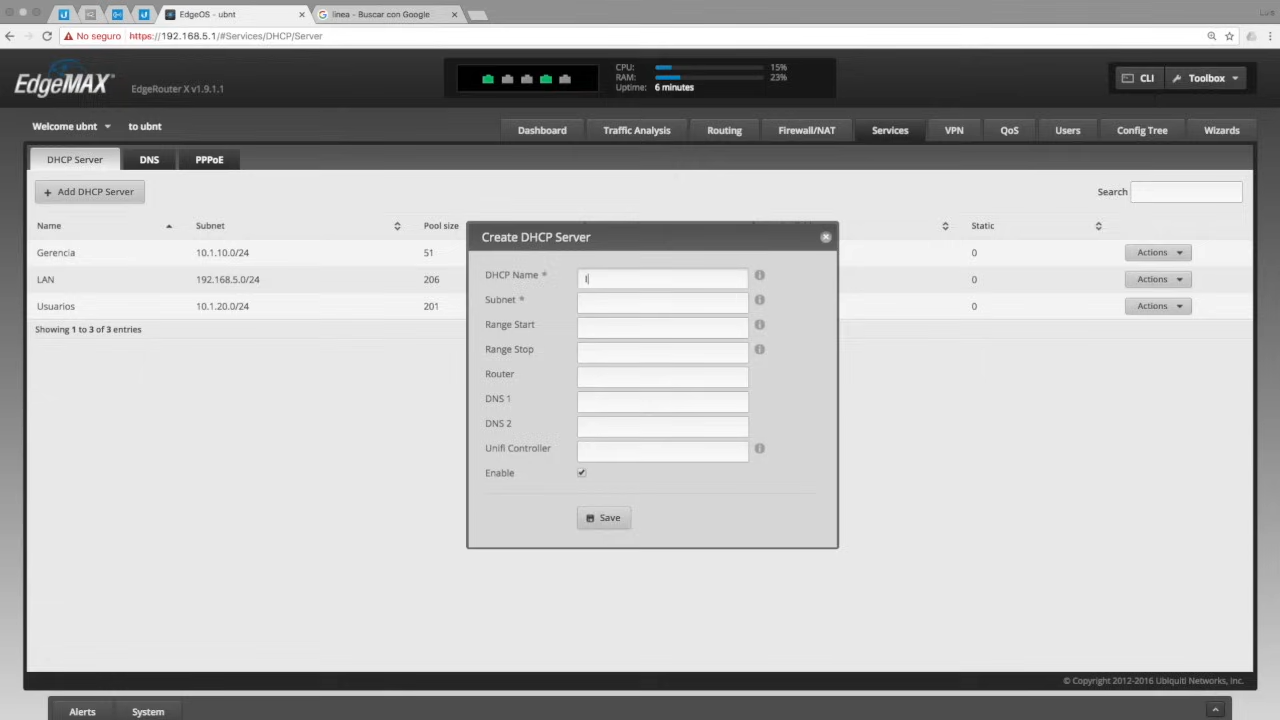 EdgeOS - ubnt
linea - Buscar con Google
No seguro https://192.168.5.1/#Services/DHCP/Server
EdgeMAX
EdgeRouter X v1.9.1.1
CPU: 15%
RAM: 23%
Uptime: 6 minutes
CLI
Toolbox
Welcome ubnt
to ubnt
Dashboard
Traffic Analysis
Routing
Firewall/NAT
Services
VPN
QoS
Users
Config Tree
Wizards
DHCP Server
DNS
PPPoE
+ Add DHCP Server
Search
Name Subnet Pool size Static
Gerencia 10.1.10.0/24 51 0 Actions
LAN 192.168.5.0/24 206 0 Actions
Usuarios 10.1.20.0/24 201 0 Actions
Showing 1 to 3 of 3 entries
Create DHCP Server
DHCP Name *
Subnet *
Range Start
Range Stop
Router
DNS 1
DNS 2
Unifi Controller
Enable
Save
© Copyright 2012-2016 Ubiquiti Networks, Inc.
Alerts
System